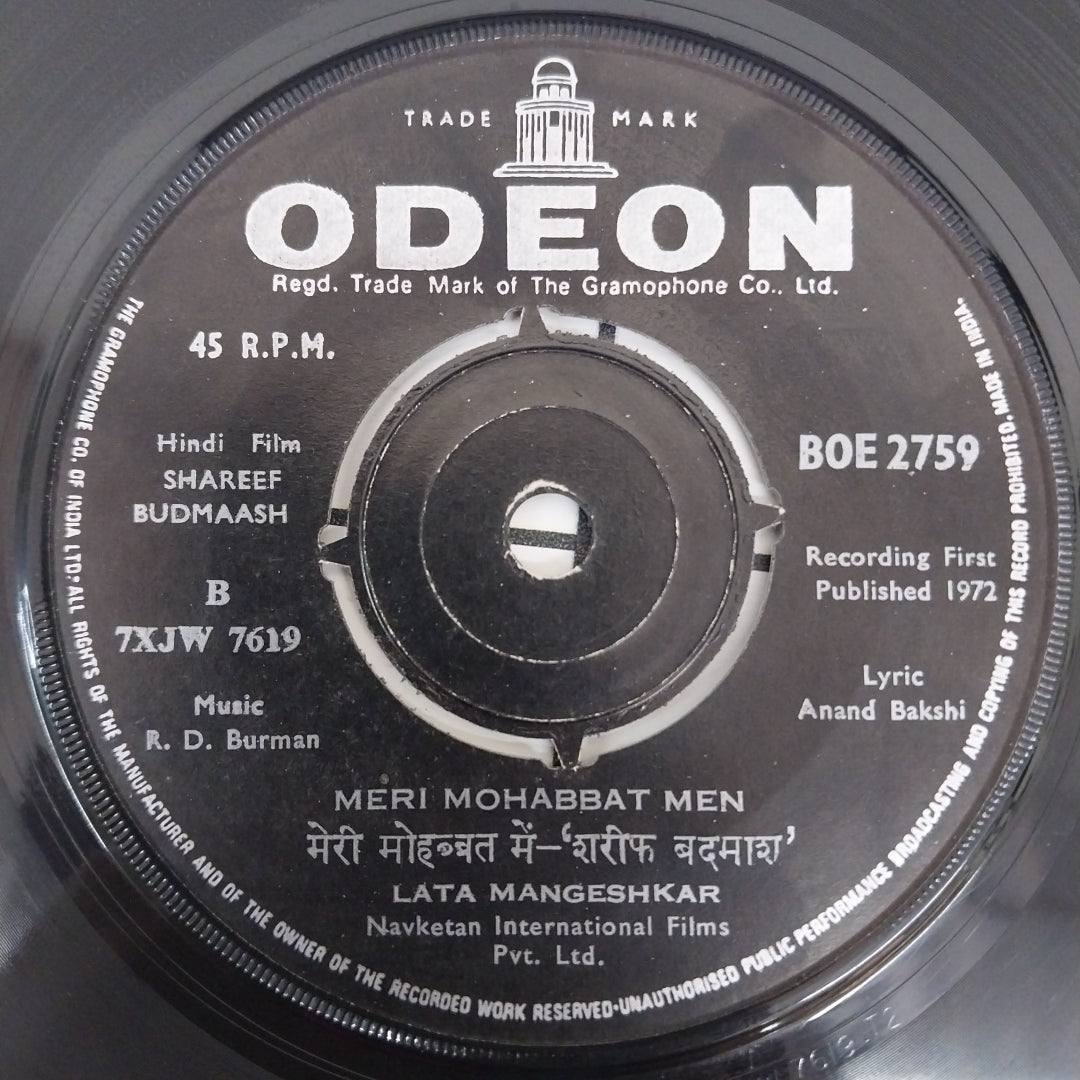 TRADE MARK
ODEON
Regd. Trade Mark of The Gramophone Co., Ltd.
45 R.P.M.
Hindi Film
SHAREEF
BUDMAASH
B
7XJW 7619
Music
R. D. Burman
BOE 2759
Recording First
Published 1972
Lyric
Anand Bakshi
MERI MOHABBAT MEN
मेरी मोहब्बत में–‘शरीफ बदमाश’
LATA MANGESHKAR
Navketan International Films
Pvt. Ltd.
THE GRAMOPHONE CO. OF INDIA LTD·ALL RIGHTS OF THE MANUFACTURER AND OF THE OWNER OF THE RECORDED WORK RESERVED·UNAUTHORISED PUBLIC PERFORMANCE BROADCASTING AND COPYING OF THIS RECORD PROHIBITED. MADE IN INDIA.